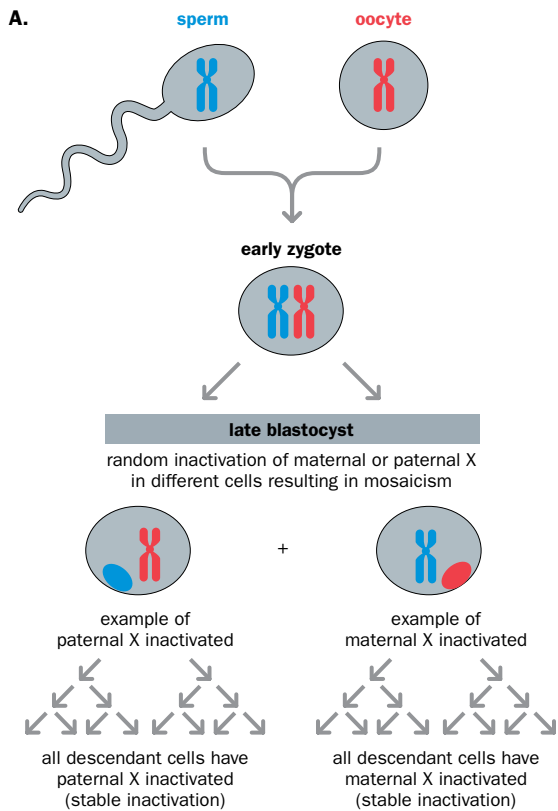 A.
sperm
oocyte
early zygote
late blastocyst
random inactivation of maternal or paternal X
in different cells resulting in mosaicism
+
example of
paternal X inactivated
example of
maternal X inactivated
all descendant cells have
paternal X inactivated
(stable inactivation)
all descendant cells have
maternal X inactivated
(stable inactivation)